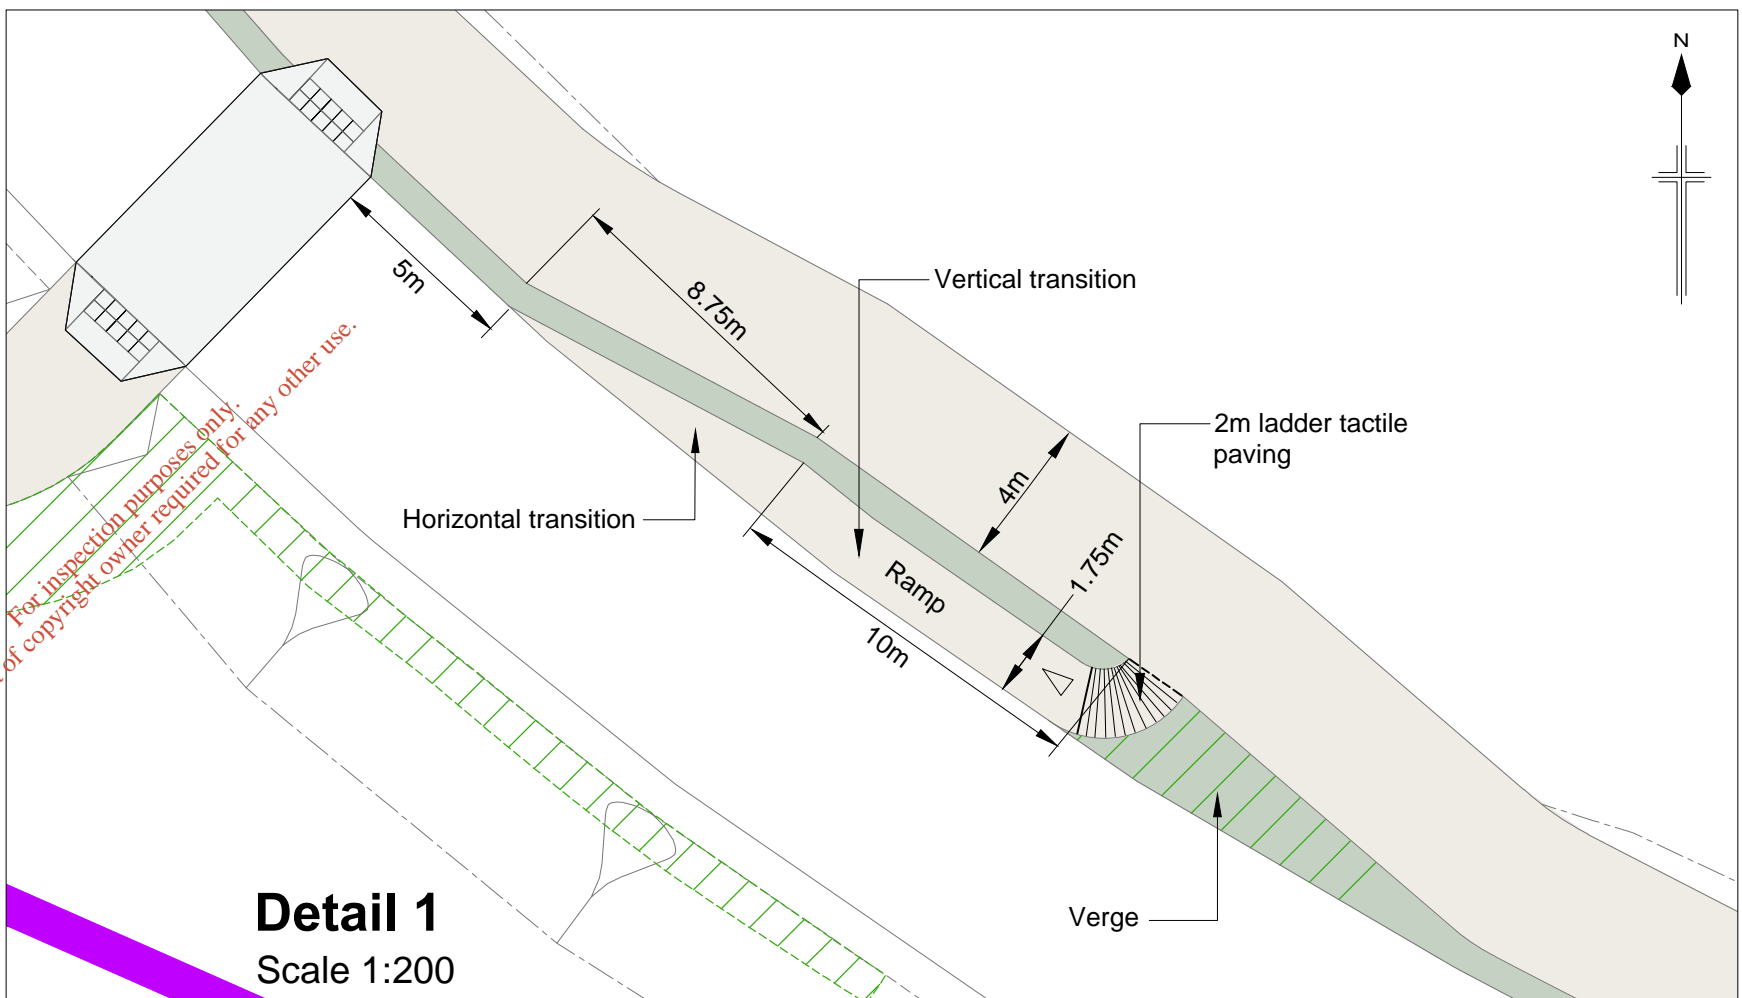 N
Vertical transition
5m
8.75m
2m ladder tactile
paving
4m
Horizontal transition
1.75m
Ramp
10m
For inspection purposes only.
of copyright owner required for any other use.
Verge
Detail 1
Scale 1:200